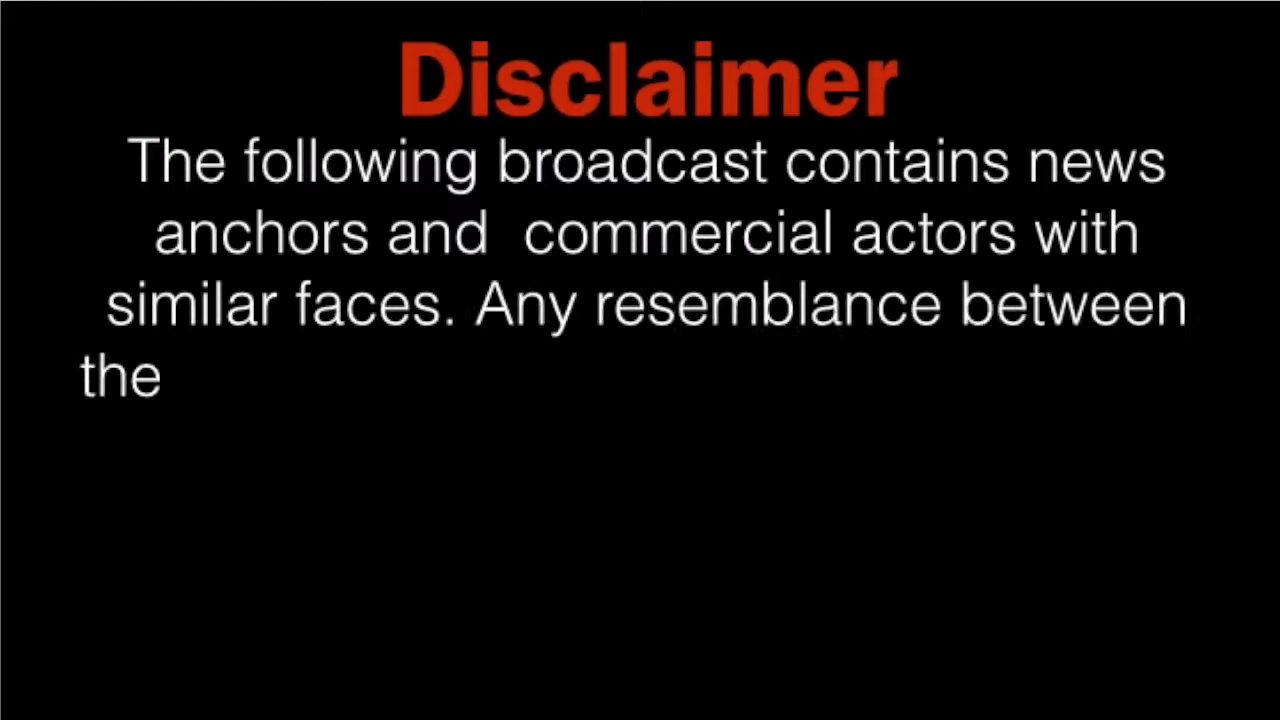 Disclaimer
The following broadcast contains news
anchors and  commercial actors with
similar faces. Any resemblance between
the